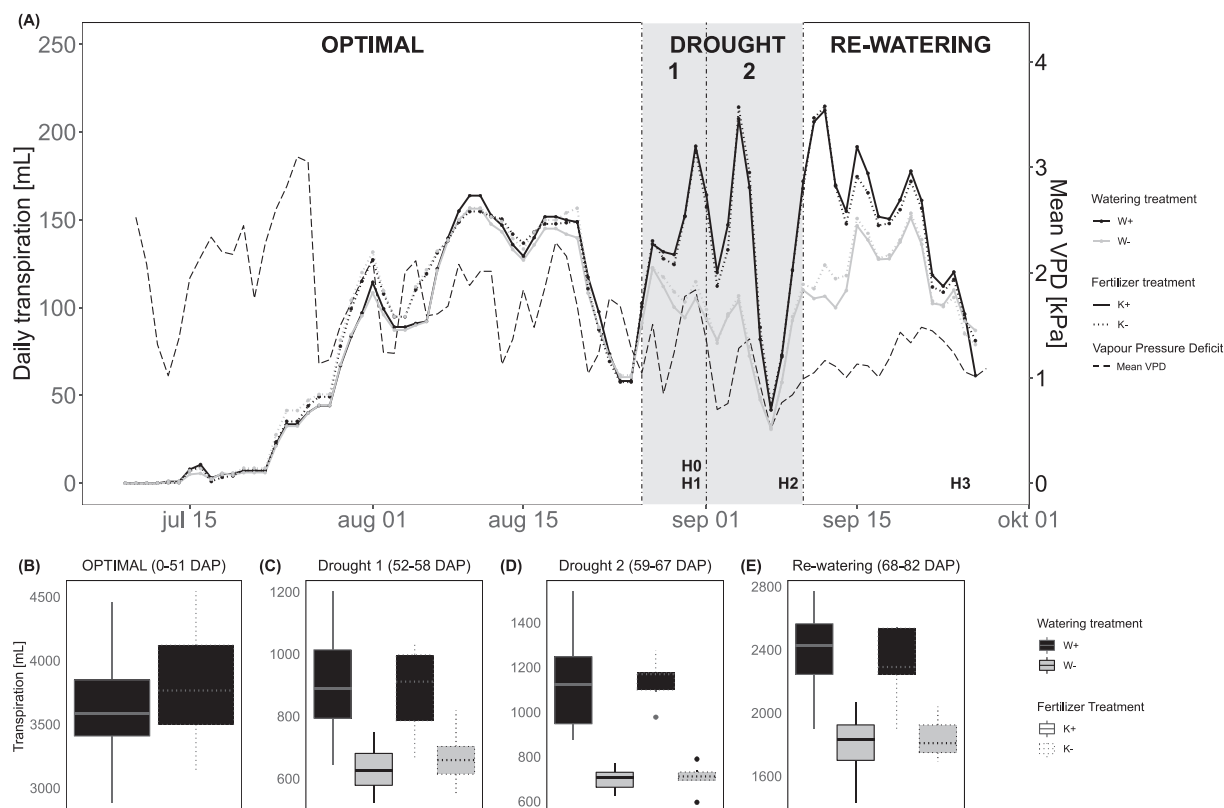 (A)
OPTIMAL
DROUGHT
1 2
RE-WATERING
Daily transpiration [mL]
250
200
150
100
50
0
Mean VPD [kPa]
4
3
2
1
0
H0
H1
H2
H3
jul 15
aug 01
aug 15
sep 01
sep 15
okt 01
Watering treatment
W+
W-
Fertilizer treatment
K+
K-
Vapour Pressure Deficit
Mean VPD
(B) OPTIMAL (0-51 DAP)
Transpiration [mL]
4500
4000
3500
3000
(C) Drought 1 (52-58 DAP)
1200
1000
800
600
(D) Drought 2 (59-67 DAP)
1400
1200
1000
800
600
(E) Re-watering (68-82 DAP)
2800
2400
2000
1600
Watering treatment
W+
W-
Fertilizer Treatment
K+
K-